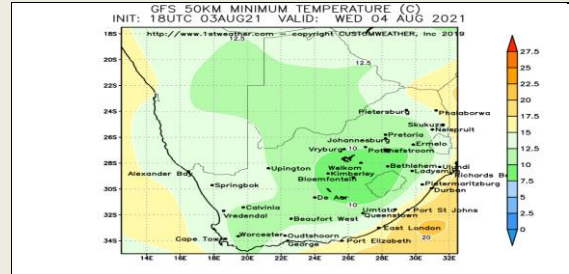 GFS 50KM MINIMUM TEMPERATURE (C)
INIT: 18UTC 03AUG21 VALID: WED 04 AUG 2021
http://www.1stweather.com copyright CUSTOMWEATHER, Inc 2019
12.5
12.5
18S
20S
22S
24S
26S
28S
30S
32S
34S
Pietersburg
Phalaborwa
Skukuza
Nelspruit
Pretoria
Johannesburg
Ermelo
Vryburg
10
Potchefstroom
Welkom
Bethlehem
Ulundi
Upington
Kimberley
Ladysmith
Richards B
Alexander Ba
Bloemfontein
Springbok
Pietermaritzburg
Durban
De Aar
10
Calvinia
Umtata
Port St Johns
Vredendal
Beaufort West
Queenstown
East London
Worcester
Oudtshoorn
20
Cape Tow
George
Port Elizabeth
14E
16E
18E
20E
22E
24E
26E
28E
30E
32E
27.5
25
22.5
20
17.5
15
12.5
10
7.5
5
2.5
0